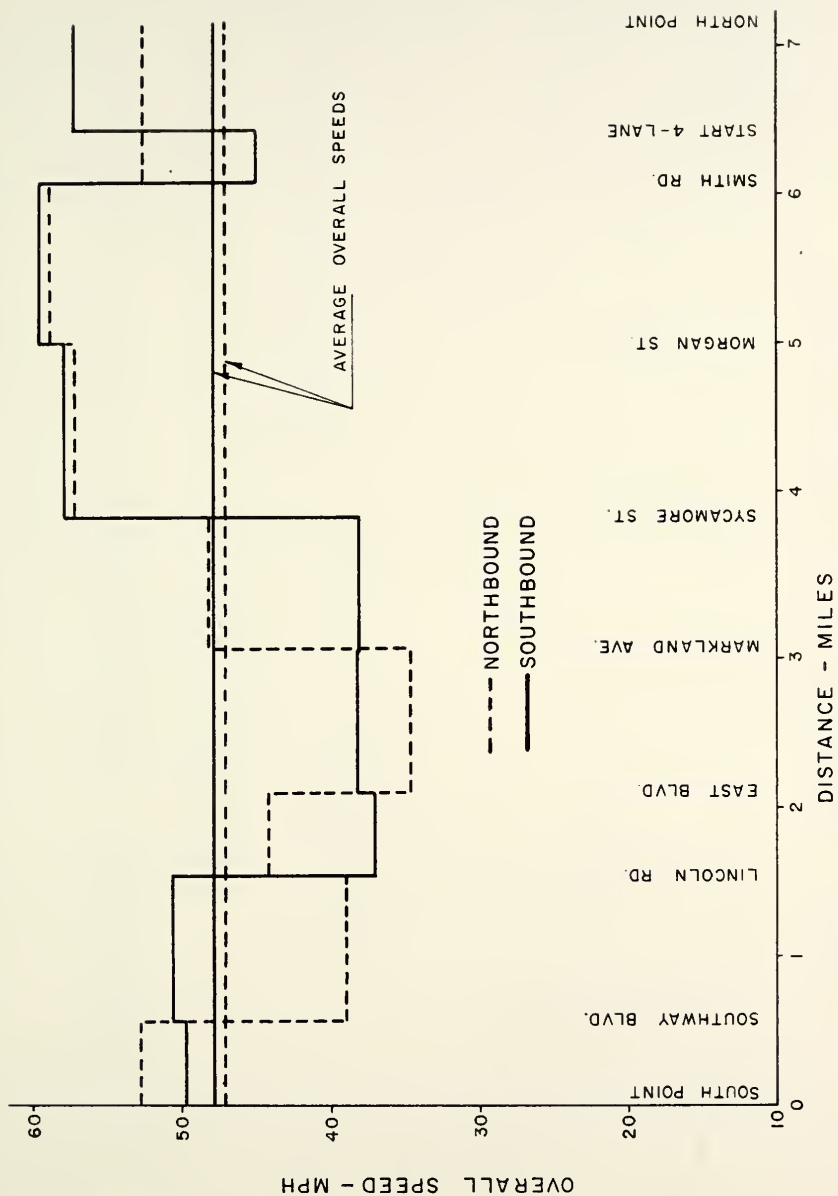 OVERALL SPEED - MPH
60
50
40
30
20
10
0
1
2
3
4
5
6
7
DISTANCE - MILES
SOUTH POINT
SOUTHWAY BLVD.
LINCOLN RD.
EAST BLVD.
MARKLAND AVE.
SYCAMORE ST.
MORGAN ST.
SMITH RD.
START 4-LANE
NORTH POINT
AVERAGE OVERALL SPEEDS
NORTHBOUND
SOUTHBOUND